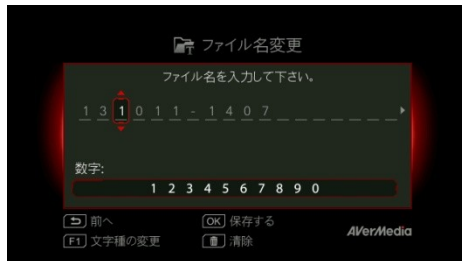 ファイル名変更
ファイル名を入力して下さい。
1 3 1 0 1 1 - 1 4 0 7 _ _ _ _ _ _ _
数字:
1 2 3 4 5 6 7 8 9 0
前へ OK 保存する
F1 文字種の変更 清除
AVerMedia